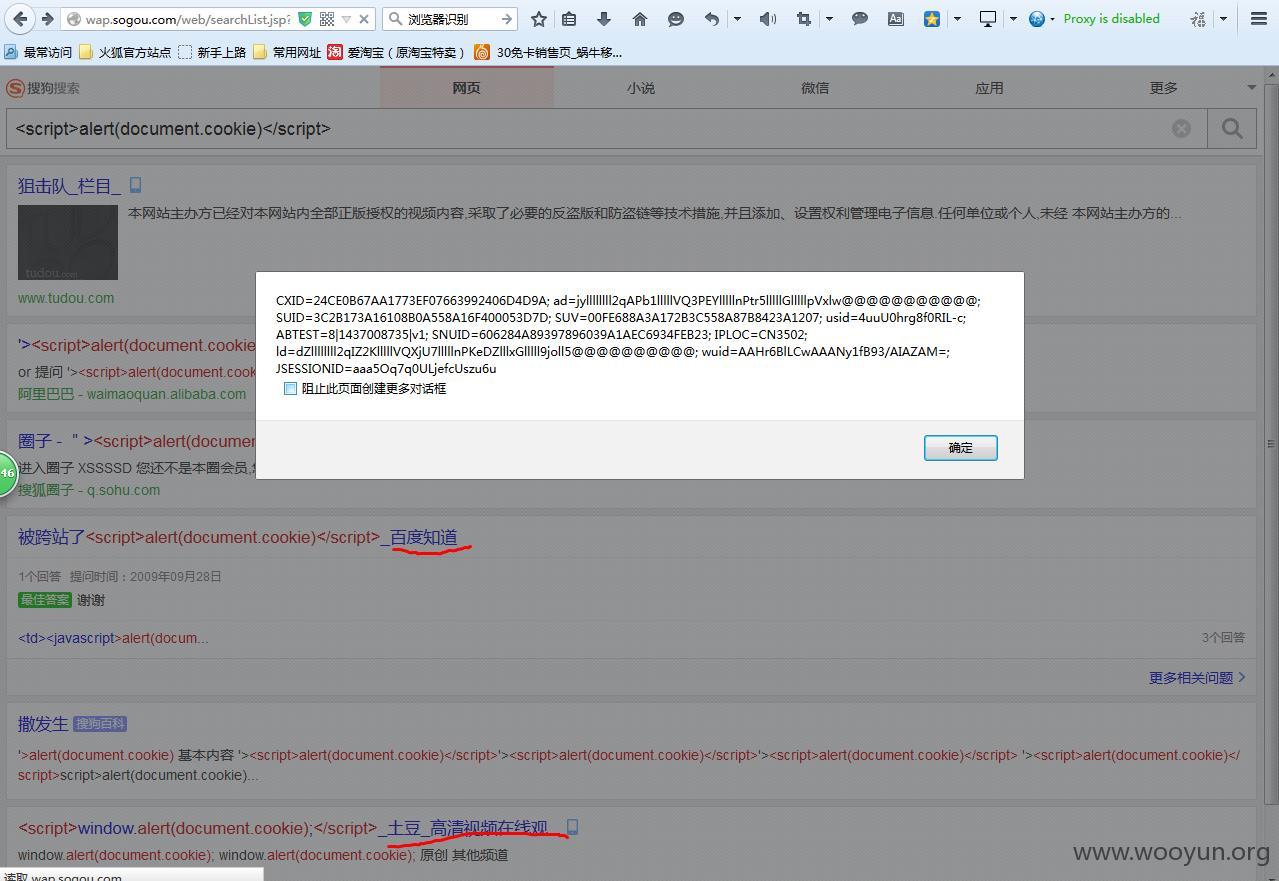 wap.sogou.com/web/searchList.jsp? 浏览器识别 Proxy is disabled
最常访问 火狐官方站点 新手上路 常用网址 爱淘宝（原淘宝特卖） 30免卡销售页_蜗牛移...
搜狗搜索 网页 小说 微信 应用 更多
<script>alert(document.cookie)</script>
狙击队_栏目_
本网站主办方已经对本网站内全部正版授权的视频内容,采取了必要的反盗版和防盗链等技术措施,并且添加、设置权利管理电子信息.任何单位或个人,未经 本网站主办方的...
tudou.com
www.tudou.com
CXID=24CE0B67AA1773EF07663992406D4D9A;
SUID=3C2B173A16108B0A558A16F400053D7D; SUV=00FE688A3A172B3C558A87B8423A1207; usid=4uuU0hrg8f0RIL-c;
ABTEST=8|1437008735|v1; SNUID=606284A89397896039A1AEC6934FEB23; IPLOC=CN3502;
wuid=AAHr6BlLCwAAANy1fB93/AIAZAM=;
JSESSIONID=aaa5Oq7q0ULjefcUszu6u
阻止此页面创建更多对话框
确定
'><script>alert(document.cookie
or 提问 '><script>alert(document.cook
阿里巴巴 - waimaoquan.alibaba.com
圈子 - " ><script>alert(documen
进入圈子 XSSSSD 您还不是本圈会员,
搜狐圈子 - q.sohu.com
46
被跨站了<script>alert(document.cookie)</script>_百度知道
1个回答 提问时间：2009年09月28日
最佳答案 谢谢
<td><javascript>alert(docum... 3个回答
更多相关问题
撒发生 搜狗百科
'>alert(document.cookie) 基本内容 '><script>alert(document.cookie)</script>'><script>alert(document.cookie)</script>'><script>alert(document.cookie)</script> '><script>alert(document.cookie)</
script>script>alert(document.cookie)...
<script>window.alert(document.cookie);</script>_土豆_高清视频在线观...
window.alert(document.cookie); window.alert(document.cookie); 原创 其他频道
www.wooyun.org
读取 wap.sogou.com